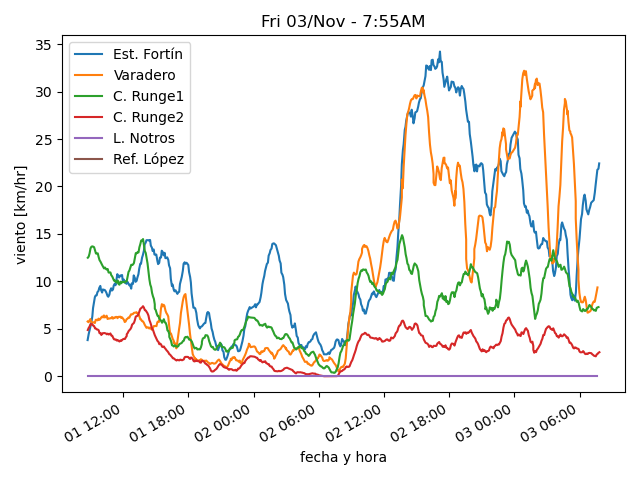 Fri 03/Nov - 7:55AM
viento [km/hr]
35
30
25
20
15
10
5
0
Est. Fortín
Varadero
C. Runge1
C. Runge2
L. Notros
Ref. López
01 12:00
01 18:00
02 00:00
02 06:00
02 12:00
02 18:00
03 00:00
03 06:00
fecha y hora